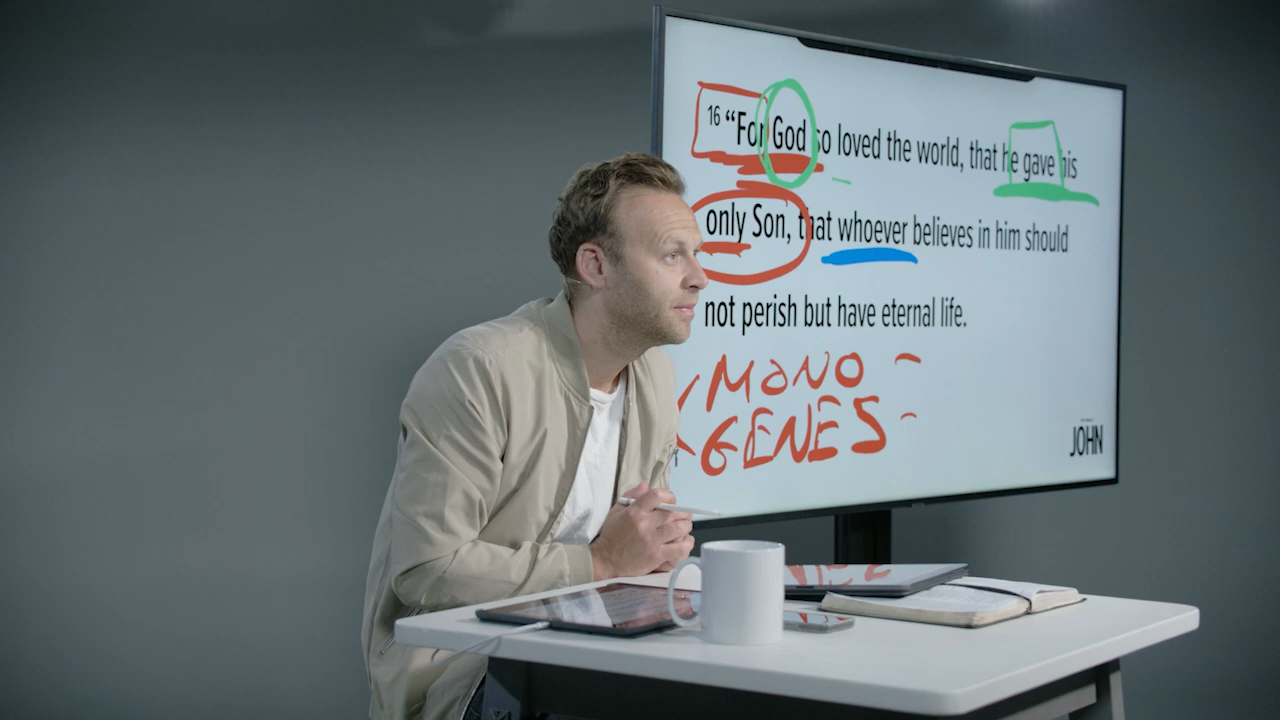 16 “For God so loved the world, that he gave his
only Son, that whoever believes in him should
not perish but have eternal life.
MONO -
GENES -
JOHN